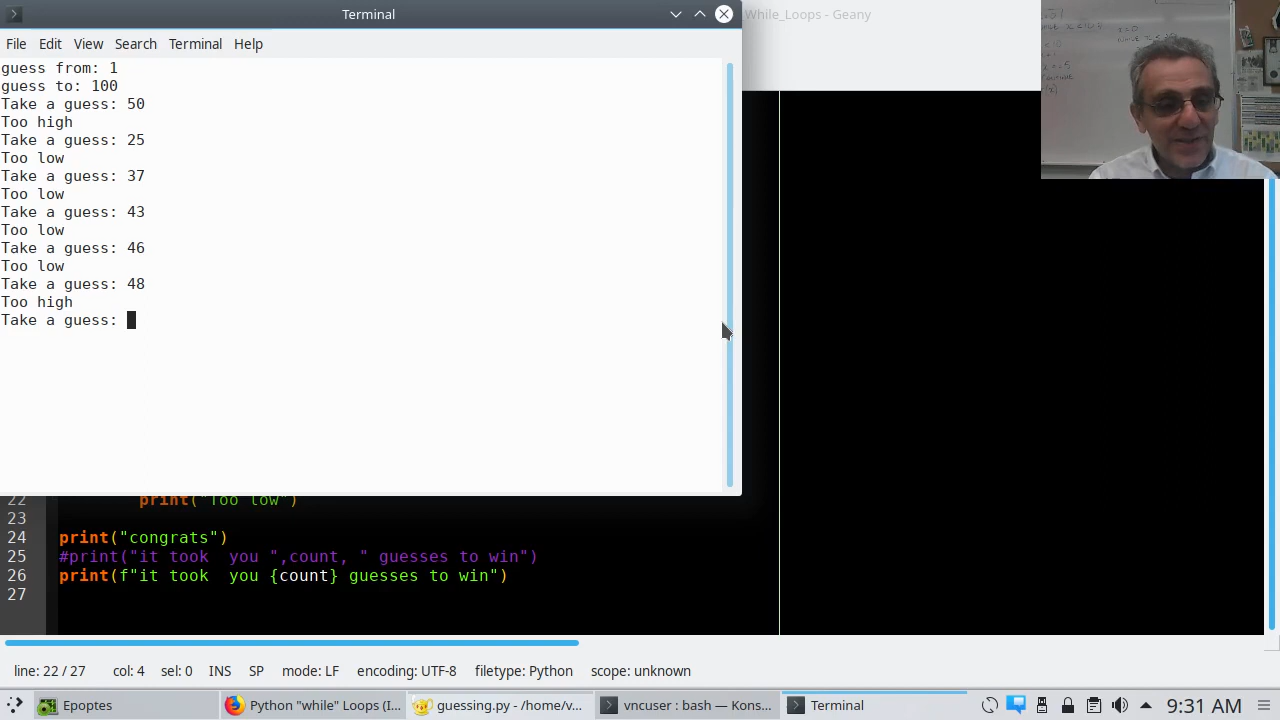 Terminal
While_Loops - Geany
File Edit View Search Terminal Help
guess from: 1
guess to: 100
Take a guess: 50
Too high
Take a guess: 25
Too low
Take a guess: 37
Too low
Take a guess: 43
Too low
Take a guess: 46
Too low
Take a guess: 48
Too high
Take a guess:
22 print("Too low")
23
24 print("congrats")
25 #print("it took  you ",count, " guesses to win")
26 print(f"it took  you {count} guesses to win")
27
line: 22 / 27 col: 4 sel: 0 INS SP mode: LF encoding: UTF-8 filetype: Python scope: unknown
Epoptes Python "while" Loops (I... guessing.py - /home/v... vncuser : bash — Kons... Terminal 9:31 AM